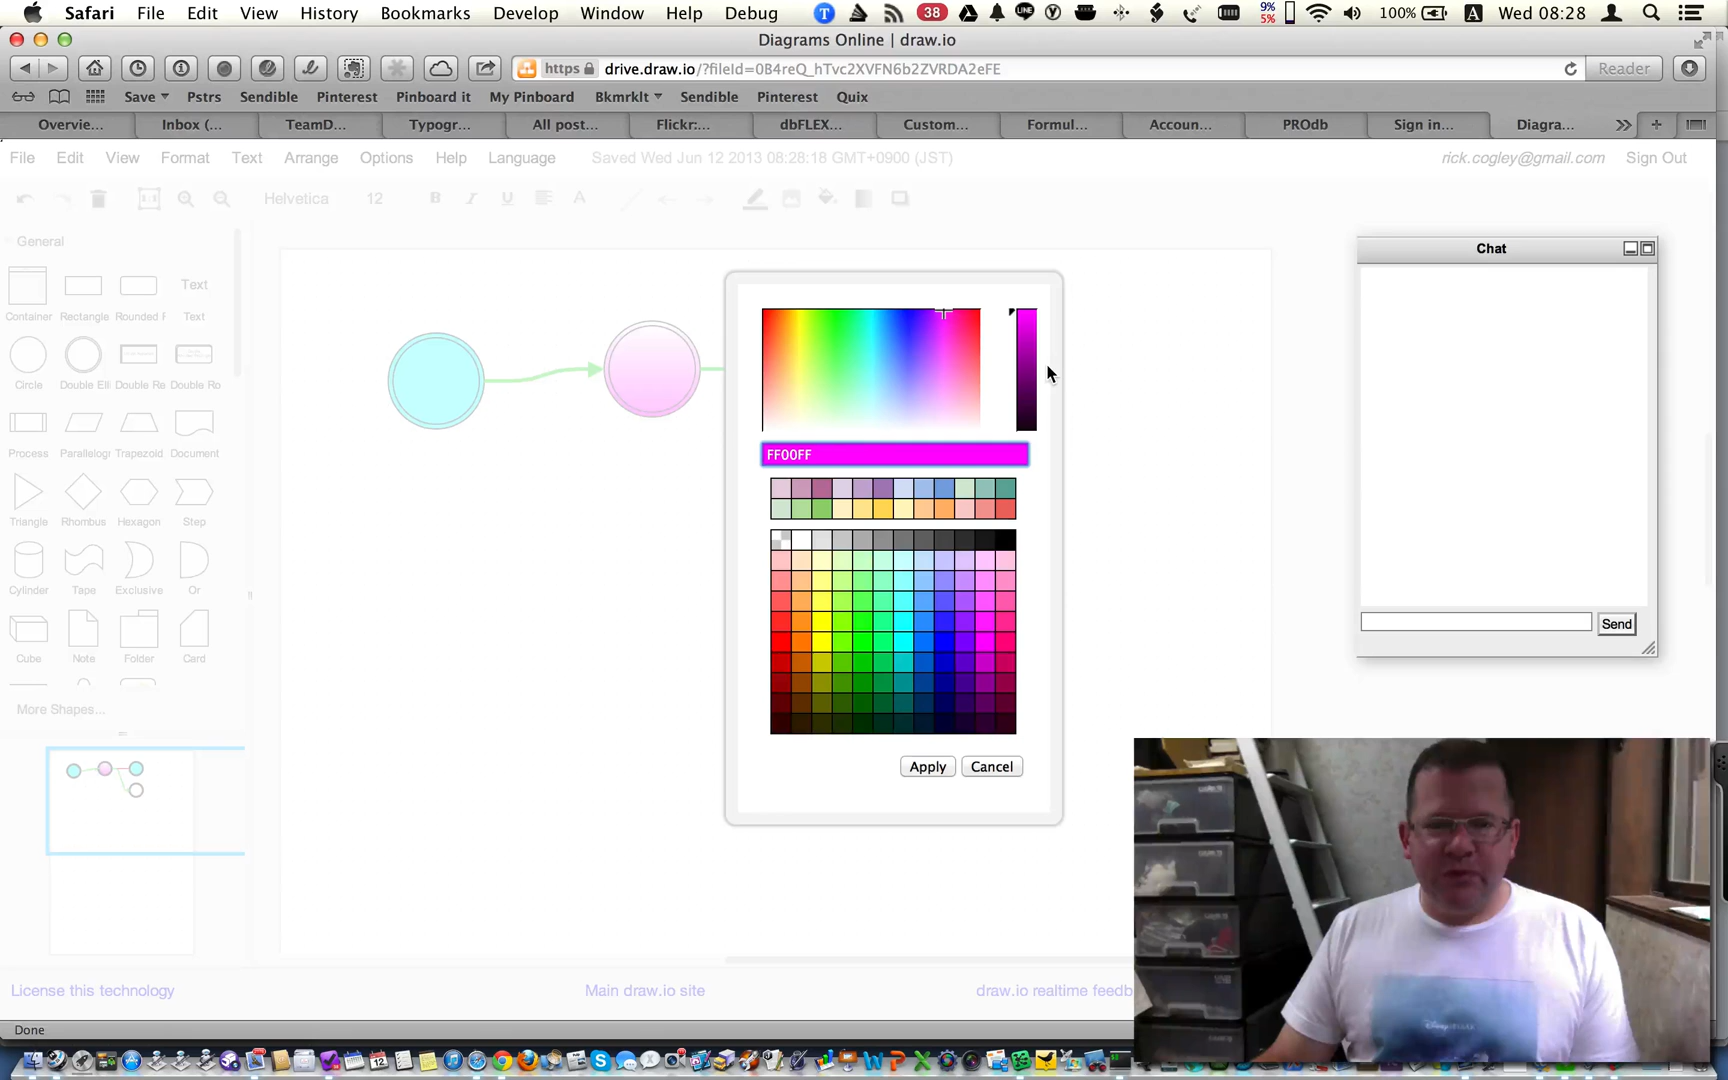 Safari File Edit View History Bookmarks Develop Window Help Debug 38 9% 5% 100% A Wed 08:28
Diagrams Online | draw.io
https drive.draw.io/?fileId=0B4reQ_hTvc2XVFN6b2ZVRDA2eFE Reader
Save Pstrs Sendible Pinterest Pinboard it My Pinboard Bkmrklt Sendible Pinterest Quix
Overvie... Inbox (... TeamD... Typogr... All post... Flickr:... dbFLEX... Custom... Formul... Accoun... PROdb Sign in... Diagra...
File Edit View Format Text Arrange Options Help Language Saved Wed Jun 12 2013 08:28:18 GMT+0900 (JST) rick.cogley@gmail.com Sign Out
Helvetica 12 B I U A
General
Text
Container Rectangle Rounded R Text
Circle Double Ell Double Re Double Ro
Process Parallelog Trapezoid Document
Triangle Rhombus Hexagon Step
Cylinder Tape Exclusive Or
Cube Note Folder Card
More Shapes...
FF00FF
Apply Cancel
Chat
Send
License this technology Main draw.io site draw.io realtime feedb
Done